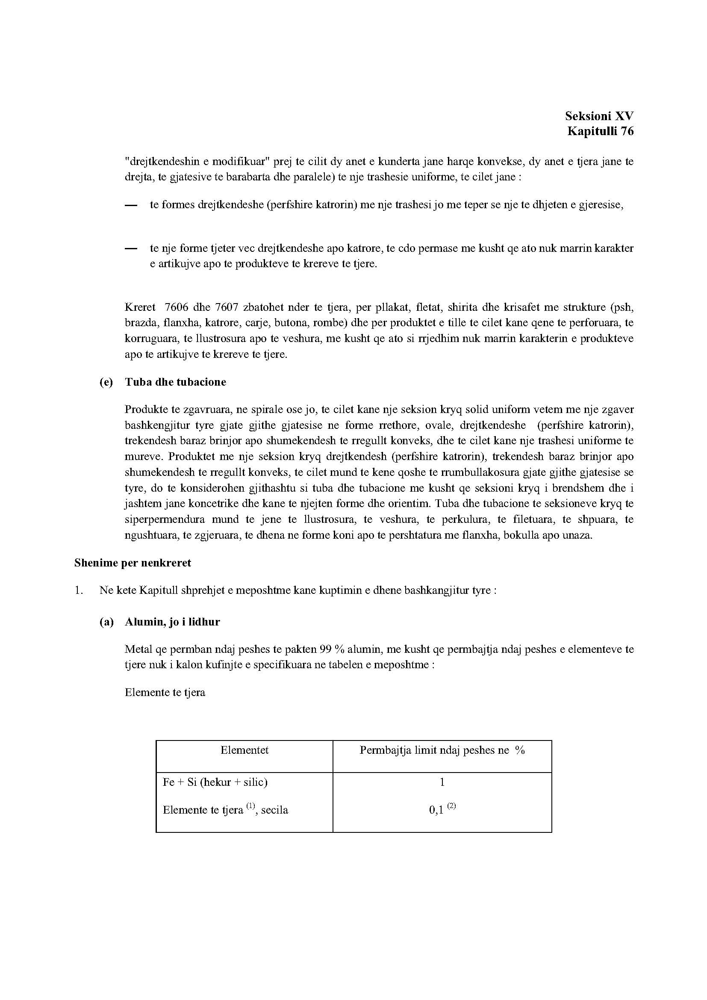 Seksioni XV
Kapitulli 76
"drejtkendeshin e modifikuar" prej te cilit dy anet e kunderta jane harqe konvekse, dy anet e tjera jane te
drejta, te gjatesive te barabarta dhe paralele) te nje trashesie uniforme, te cilet jane :
— te formes drejtkendeshe (perfshire katrorin) me nje trashesi jo me teper se nje te dhjeten e gjeresise,
— te nje forme tjeter vec drejtkendeshe apo katrore, te cdo permase me kusht qe ato nuk marrin karakter
e artikujve apo te produkteve te krereve te tjere.
Kreret 7606 dhe 7607 zbatohet nder te tjera, per pllakat, fletat, shirita dhe krisafet me strukture (psh,
brazda, flanxha, katrore, carje, butona, rombe) dhe per produktet e tille te cilet kane qene te perforuara, te
korruguara, te llustrosura apo te veshura, me kusht qe ato si rrjedhim nuk marrin karakterin e produkteve
apo te artikujve te krereve te tjere.
(e) Tuba dhe tubacione
Produkte te zgavruara, ne spirale ose jo, te cilet kane nje seksion kryq solid uniform vetem me nje zgaver
bashkengjitur tyre gjate gjithe gjatesise ne forme rrethore, ovale, drejtkendeshe (perfshire katrorin),
trekendesh baraz brinjor apo shumekendesh te rregullt konveks, dhe te cilet kane nje trashesi uniforme te
mureve. Produktet me nje seksion kryq drejtkendesh (perfshire katrorin), trekendesh baraz brinjor apo
shumekendesh te rregullt konveks, te cilet mund te kene qoshe te rrumbullakosura gjate gjithe gjatesise se
tyre, do te konsiderohen gjithashtu si tuba dhe tubacione me kusht qe seksioni kryq i brendshem dhe i
jashtem jane koncetrike dhe kane te njejten forme dhe orientim. Tuba dhe tubacione te seksioneve kryq te
siperpermendura mund te jene te llustrosura, te veshura, te perkulura, te filetuara, te shpuara, te
ngushtuara, te zgjeruara, te dhena ne forme koni apo te pershtatura me flanxha, bokulla apo unaza.
Shenime per nenkreret
1. Ne kete Kapitull shprehjet e meposhtme kane kuptimin e dhene bashkangjitur tyre :
(a) Alumin, jo i lidhur
Metal qe permban ndaj peshes te pakten 99 % alumin, me kusht qe permbajtja ndaj peshes e elementeve te
tjere nuk i kalon kufinjte e specifikuara ne tabelen e meposhtme :
Elemente te tjera
Elementet Permbajtja limit ndaj peshes ne %
Fe + Si (hekur + silic) 1
Elemente te tjera (1), secila 0,1 (2)